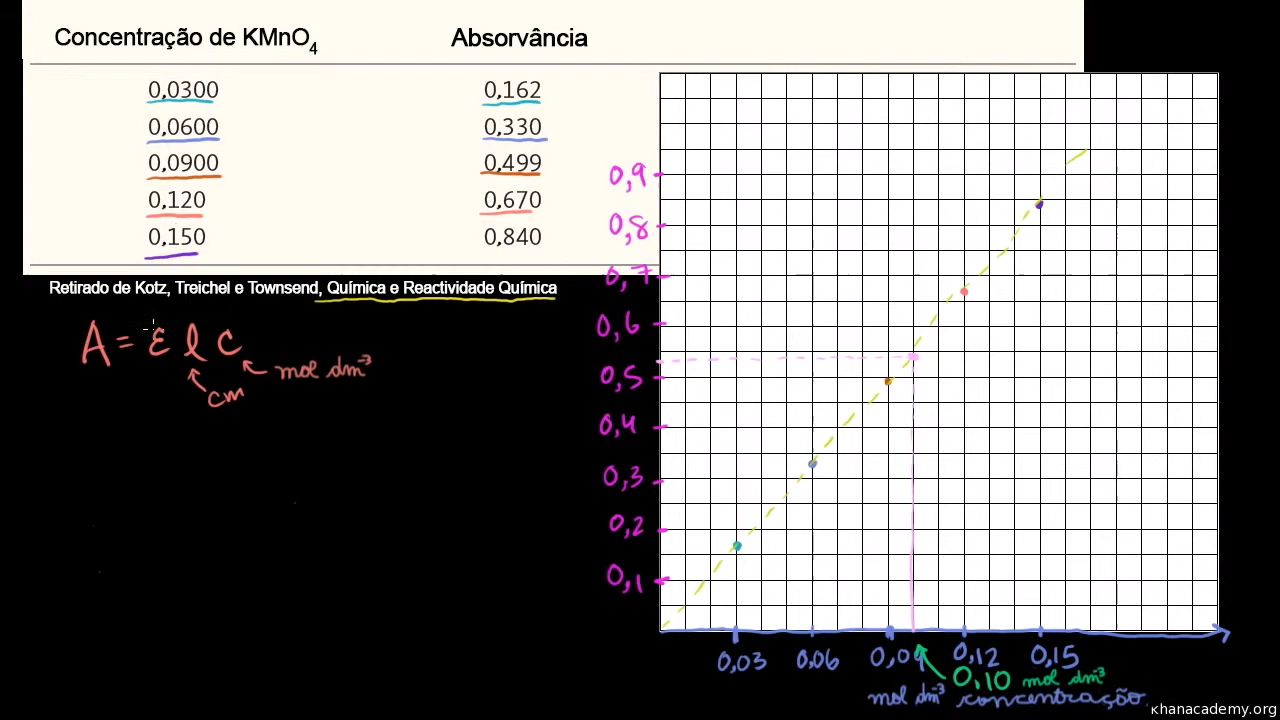 Concentração de KMnO4 Absorvância
0,0300 0,162
0,0600 0,330
0,0900 0,499
0,120 0,670
0,150 0,840
Retirado de Kotz, Treichel e Townsend, Química e Reactividade Química
A = ε l c
cm
mol dm⁻³
0,9
0,8
0,7
0,6
0,5
0,4
0,3
0,2
0,1
0,03 0,06 0,09 0,12 0,15
0,10 mol dm⁻³
mol dm⁻³ concentração
khanacademy.org